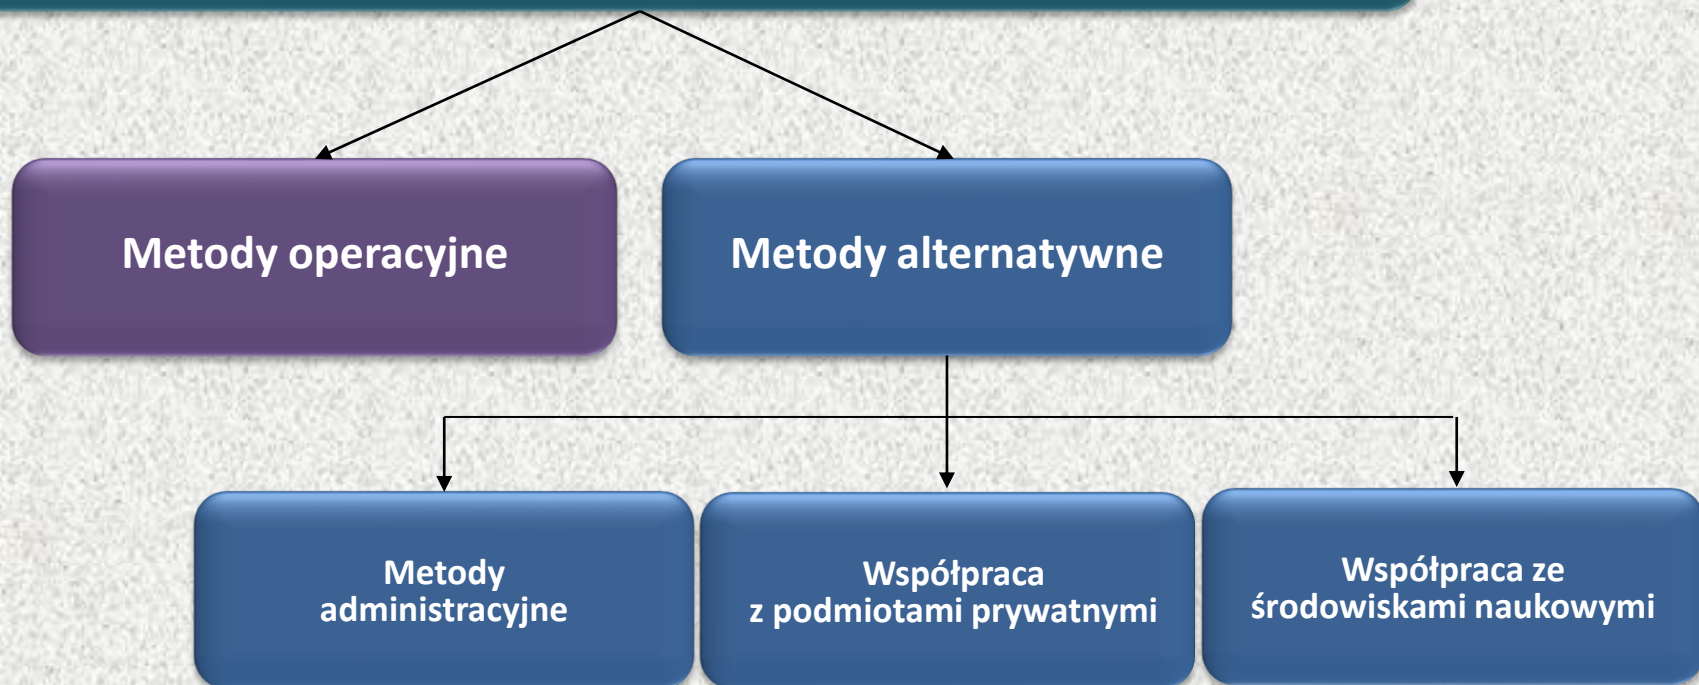 Metody operacyjne
Metody alternatywne
Metody
administracyjne
Współpraca
z podmiotami prywatnymi
Współpraca ze
środowiskami naukowymi